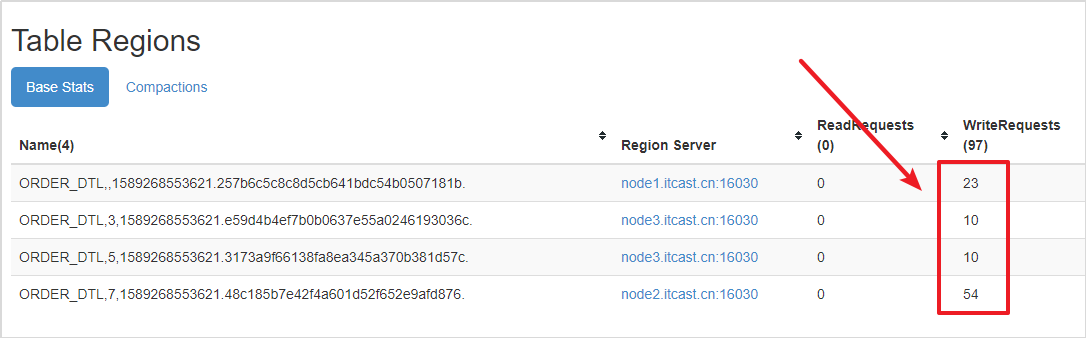 Table Regions
Base Stats Compactions
Name(4) Region Server ReadRequests (0) WriteRequests (97)
ORDER_DTL,,1589268553621.257b6c5c8c8d5cb641bdc54b0507181b. node1.itcast.cn:16030 0 23
ORDER_DTL,3,1589268553621.e59d4b4ef7b0b0637e55a0246193036c. node3.itcast.cn:16030 0 10
ORDER_DTL,5,1589268553621.3173a9f66138fa8ea345a370b381d57c. node3.itcast.cn:16030 0 10
ORDER_DTL,7,1589268553621.48c185b7e42f4a601d52f652e9afd876. node2.itcast.cn:16030 0 54